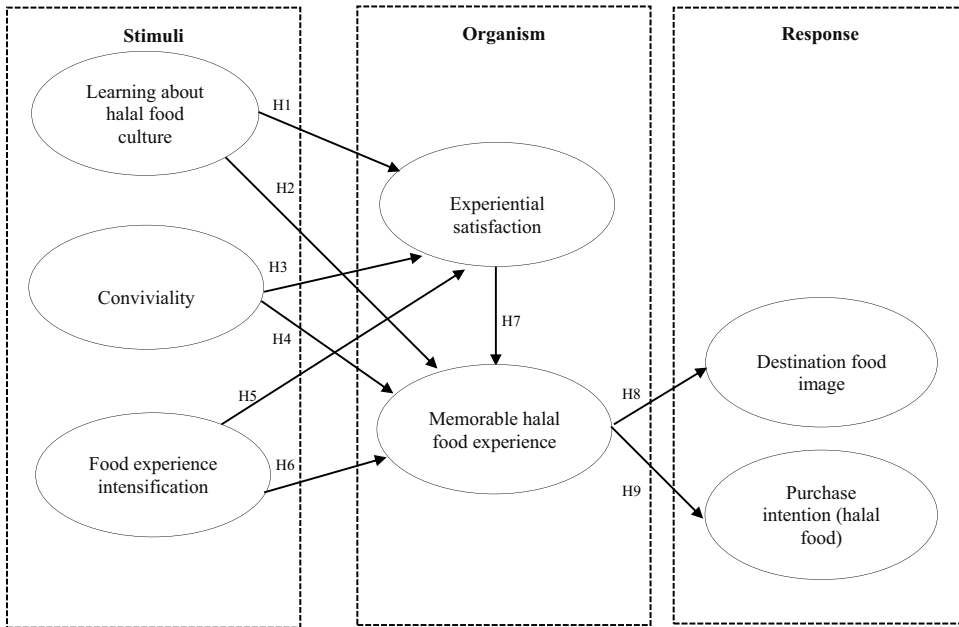 Stimuli
Organism
Response
Learning about
halal food
culture
H1
H2
Experiential
satisfaction
Conviviality
H3
H4
H7
H5
Food experience
intensification
H6
Memorable halal
food experience
H8
H9
Destination food
image
Purchase
intention (halal
food)